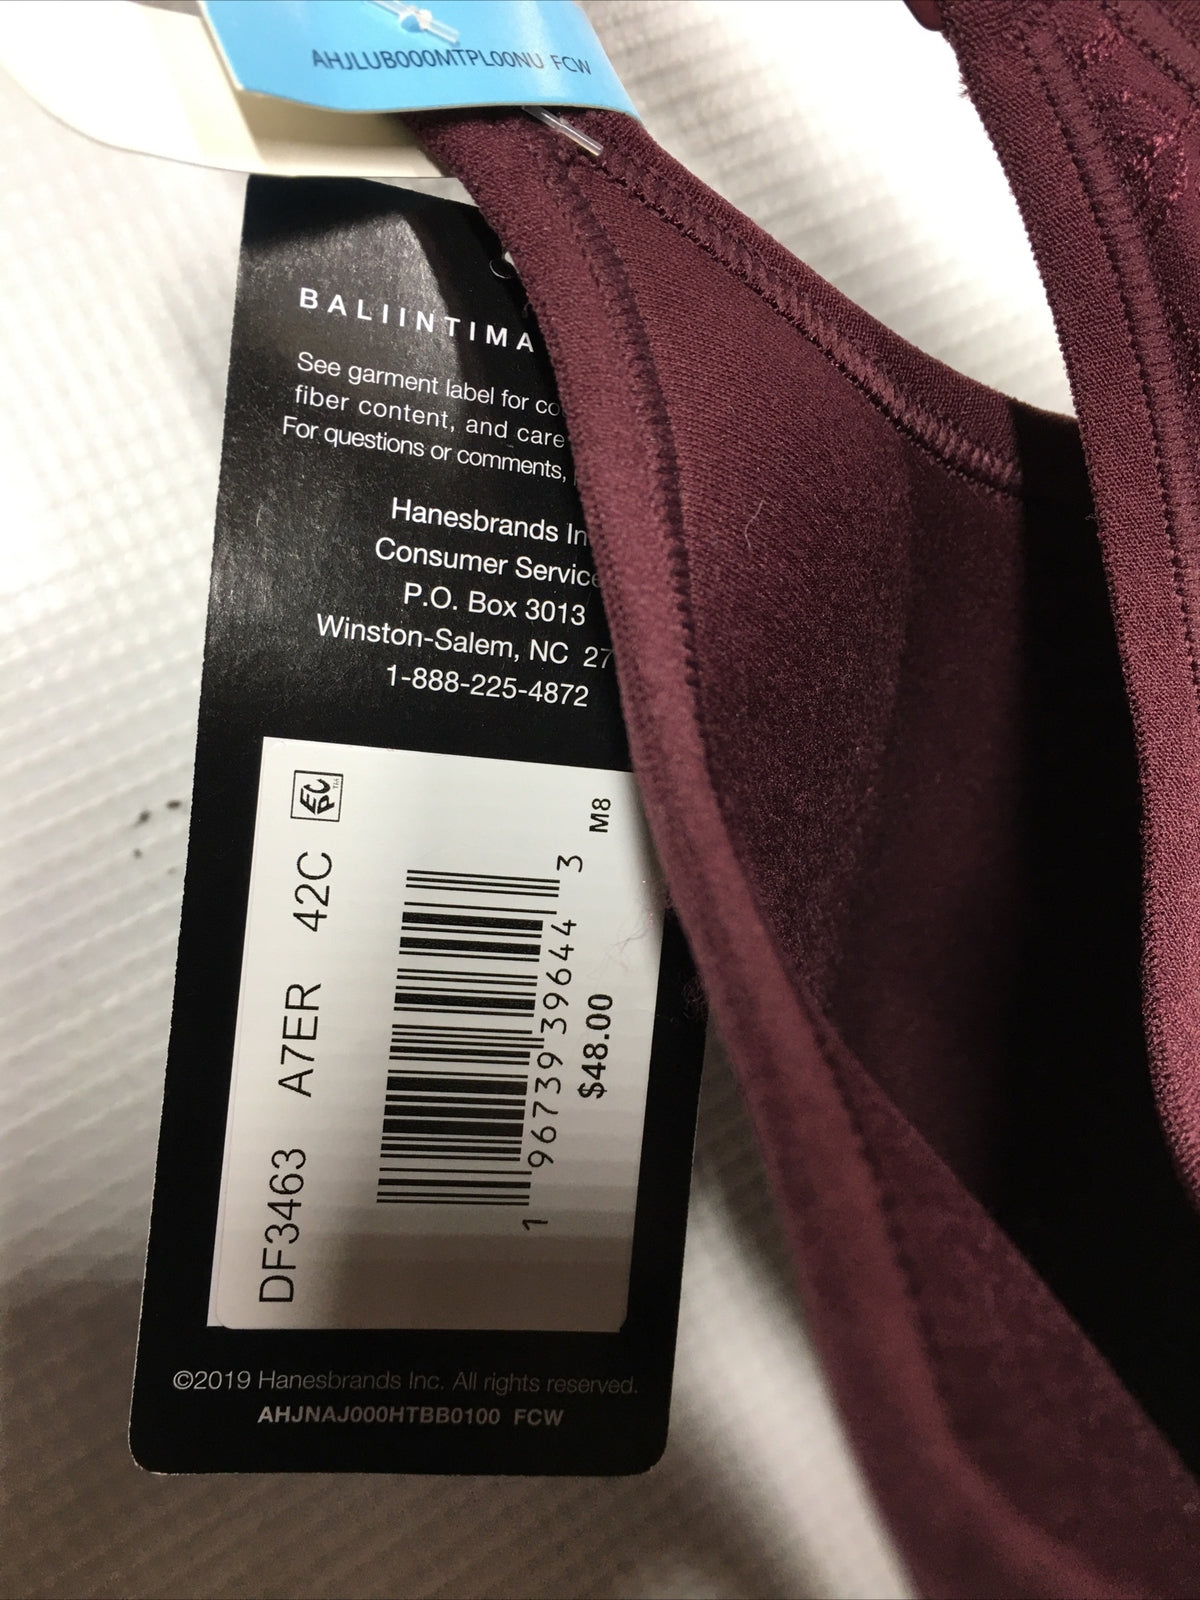 AHJLUB000MTPL00NU FCW
BALIINTIMA
See garment label for co
fiber content, and care
For questions or comments,
Hanesbrands In
Consumer Service
P.O. Box 3013
Winston-Salem, NC 27
1-888-225-4872
DF3463 A7ER 42C EPC TM
1 96739 39644 3
$48.00 M8
©2019 Hanesbrands Inc. All rights reserved.
AHJNAJ000HTBB0100 FCW